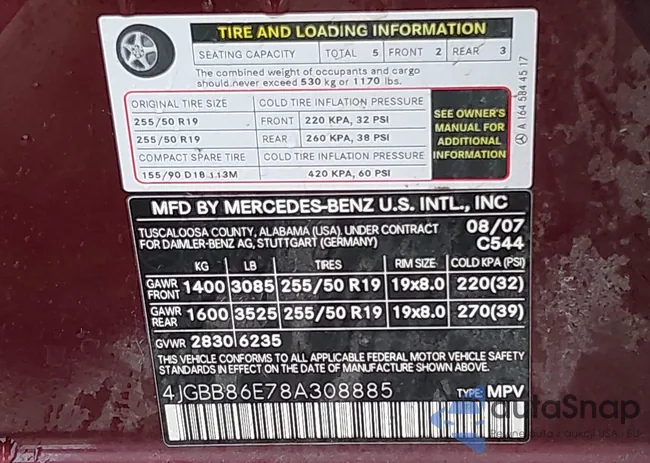 TIRE AND LOADING INFORMATION
SEATING CAPACITY TOTAL 5 FRONT 2 REAR 3
The combined weight of occupants and cargo
should never exceed 530 kg or 1170 lbs.
ORIGINAL TIRE SIZE COLD TIRE INFLATION PRESSURE
255/50 R19 FRONT 220 KPA, 32 PSI
255/50 R19 REAR 260 KPA, 38 PSI
COMPACT SPARE TIRE COLD TIRE INFLATION PRESSURE
155/90 D18 113M 420 KPA, 60 PSI
SEE OWNER'S
MANUAL FOR
ADDITIONAL
INFORMATION
A 164 584 45 17
MFD BY MERCEDES-BENZ U.S. INTL., INC
TUSCALOOSA COUNTY, ALABAMA (USA), UNDER CONTRACT
FOR DAIMLER-BENZ AG, STUTTGART (GERMANY)
08/07
C544
KG LB TIRES RIM SIZE COLD KPA (PSI)
GAWR
FRONT 1400 3085 255/50 R19 19x8.0 220(32)
GAWR
REAR 1600 3525 255/50 R19 19x8.0 270(39)
GVWR 2830 6235
THIS VEHICLE CONFORMS TO ALL APPLICABLE FEDERAL MOTOR VEHICLE SAFETY
STANDARDS IN EFFECT ON THE DATE OF MANUFACTURE SHOWN ABOVE.
4JGBB86E78A308885 TYPE: MPV
autoSnap